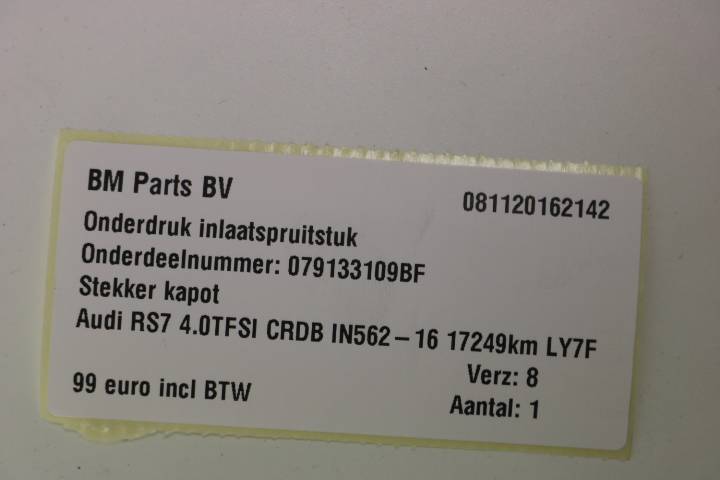 BM Parts BV
081120162142
Onderdruk inlaatspruitstuk
Onderdeelnummer: 079133109BF
Stekker kapot
Audi RS7 4.0TFSI CRDB IN562-16 17249km LY7F
Verz: 8
99 euro incl BTW
Aantal: 1